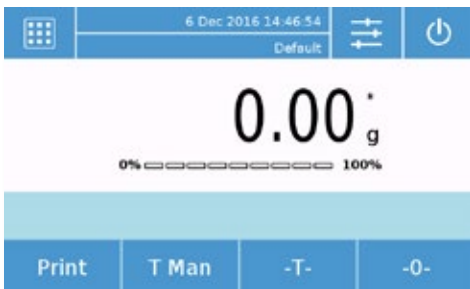 6 Dec 2016 14:46:54
Default
*
0.00 g
0% 100%
Print T Man -T- -0-